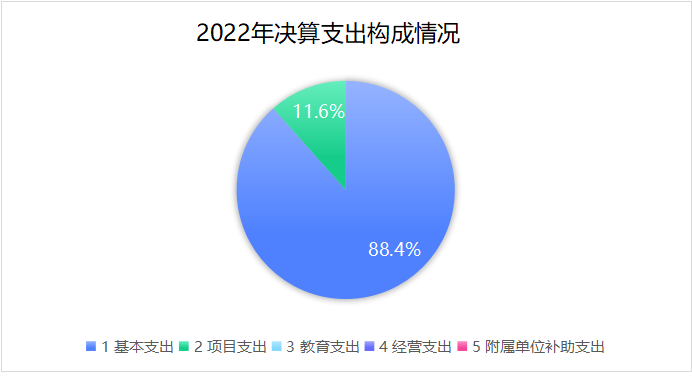 2022年决算支出构成情况
11.6%
88.4%
1 基本支出 2 项目支出 3 教育支出 4 经营支出 5 附属单位补助支出